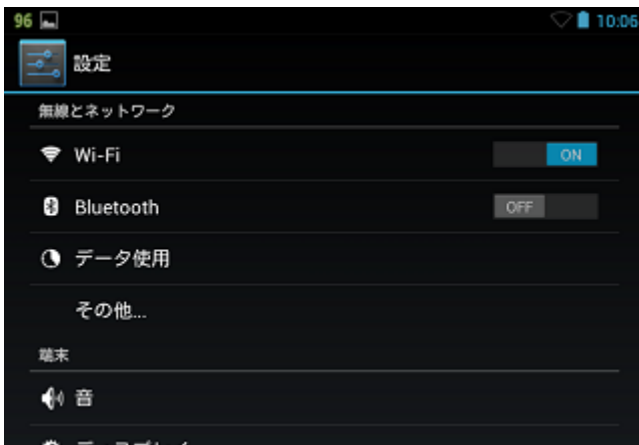 96 10:06
設定
無線とネットワーク
Wi-Fi ON
Bluetooth OFF
データ使用
その他...
端末
音